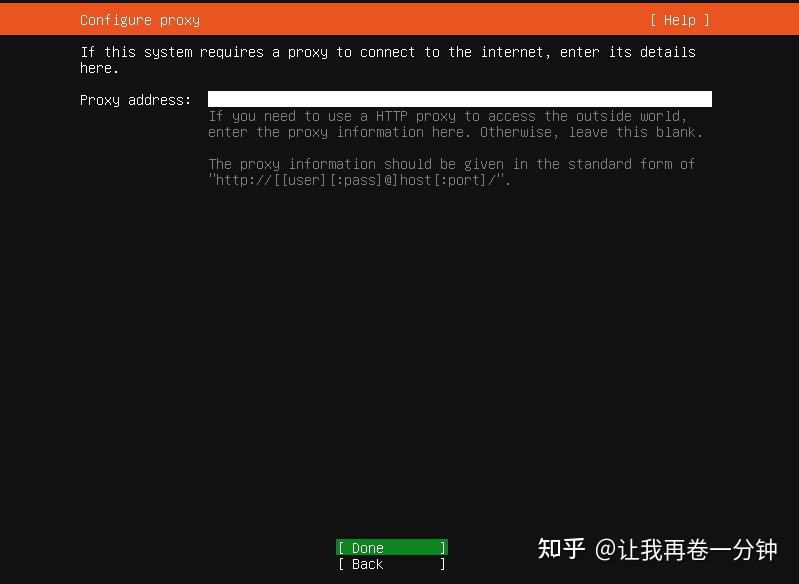 Configure proxy [ Help ]
If this system requires a proxy to connect to the internet, enter its details
here.
Proxy address:
If you need to use a HTTP proxy to access the outside world,
enter the proxy information here. Otherwise, leave this blank.
The proxy information should be given in the standard form of
"http://[[user][:pass]@]host[:port]/".
[ Done ]
[ Back ]
知乎 @让我再卷一分钟